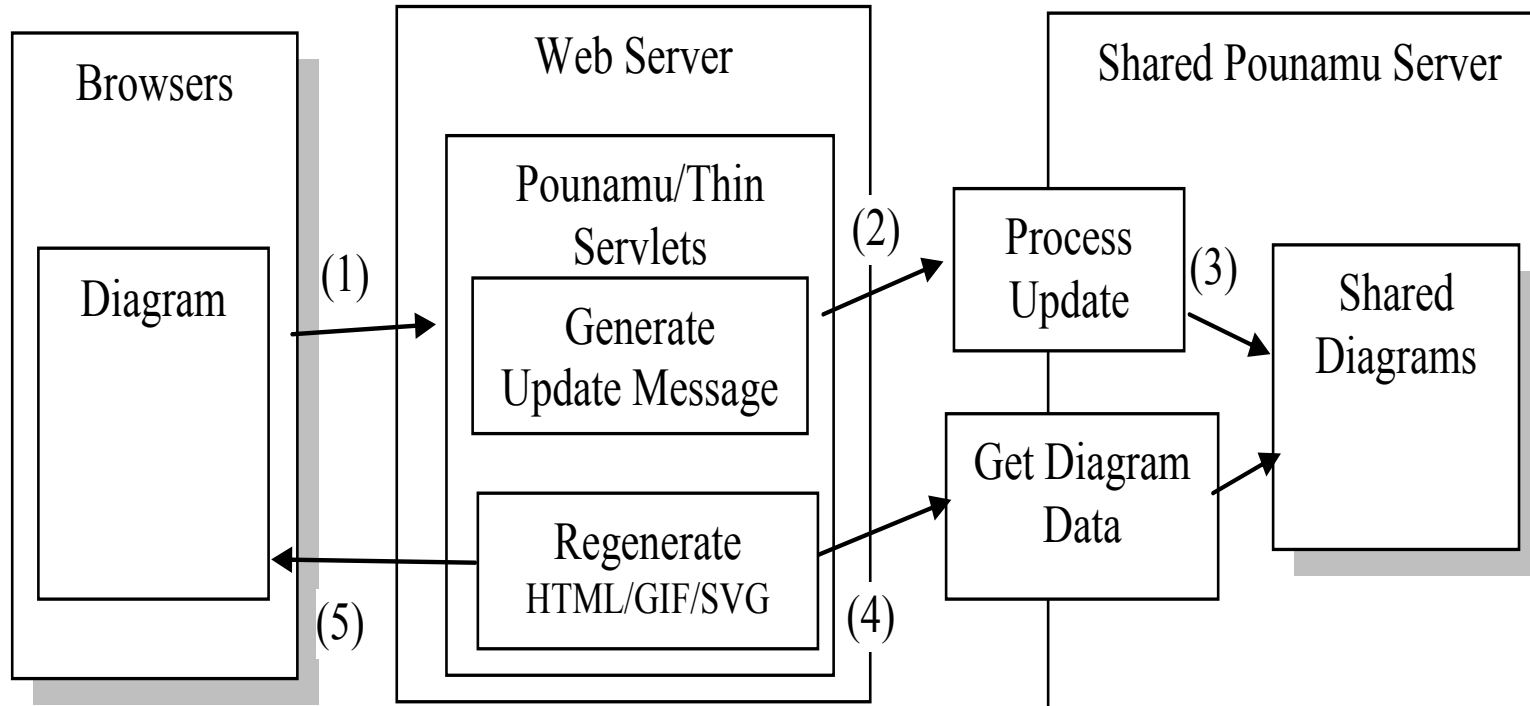 Browsers
Diagram
(1)
Web Server
Pounamu/Thin
Servlets
Generate
Update Message
Regenerate
HTML/GIF/SVG
(2)
(4)
(5)
Shared Pounamu Server
Process
Update
(3)
Shared
Diagrams
Get Diagram
Data